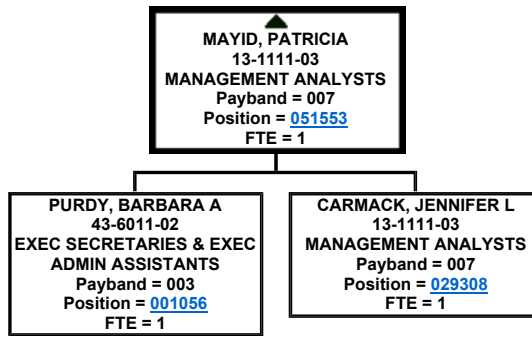 MAYID, PATRICIA
13-1111-03
MANAGEMENT ANALYSTS
Payband = 007
Position = 051553
FTE = 1
PURDY, BARBARA A
43-6011-02
EXEC SECRETARIES & EXEC
ADMIN ASSISTANTS
Payband = 003
Position = 001056
FTE = 1
CARMACK, JENNIFER L
13-1111-03
MANAGEMENT ANALYSTS
Payband = 007
Position = 029308
FTE = 1